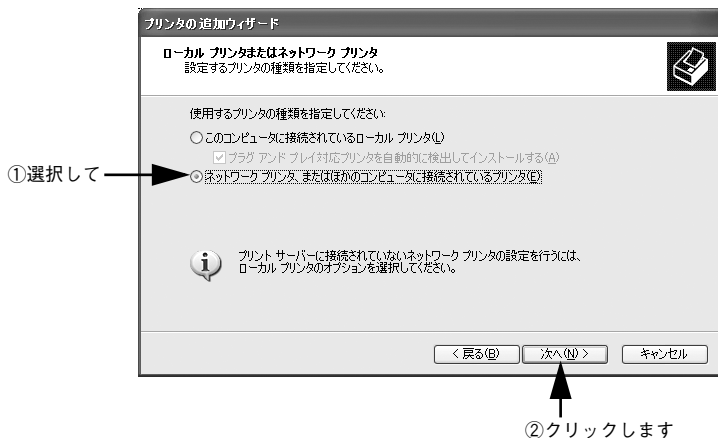 プリンタの追加ウィザード
ローカル プリンタまたはネットワーク プリンタ
設定するプリンタの種類を指定してください。
使用するプリンタの種類を指定してください:
このコンピュータに接続されているローカル プリンタ(L)
プラグ アンド プレイ対応プリンタを自動的に検出してインストールする(A)
①選択して
ネットワーク プリンタ、またはほかのコンピュータに接続されているプリンタ(E)
プリント サーバーに接続されていないネットワーク プリンタの設定を行うには、
ローカル プリンタのオプションを選択してください。
< 戻る(B)
次へ(N) >
キャンセル
②クリックします